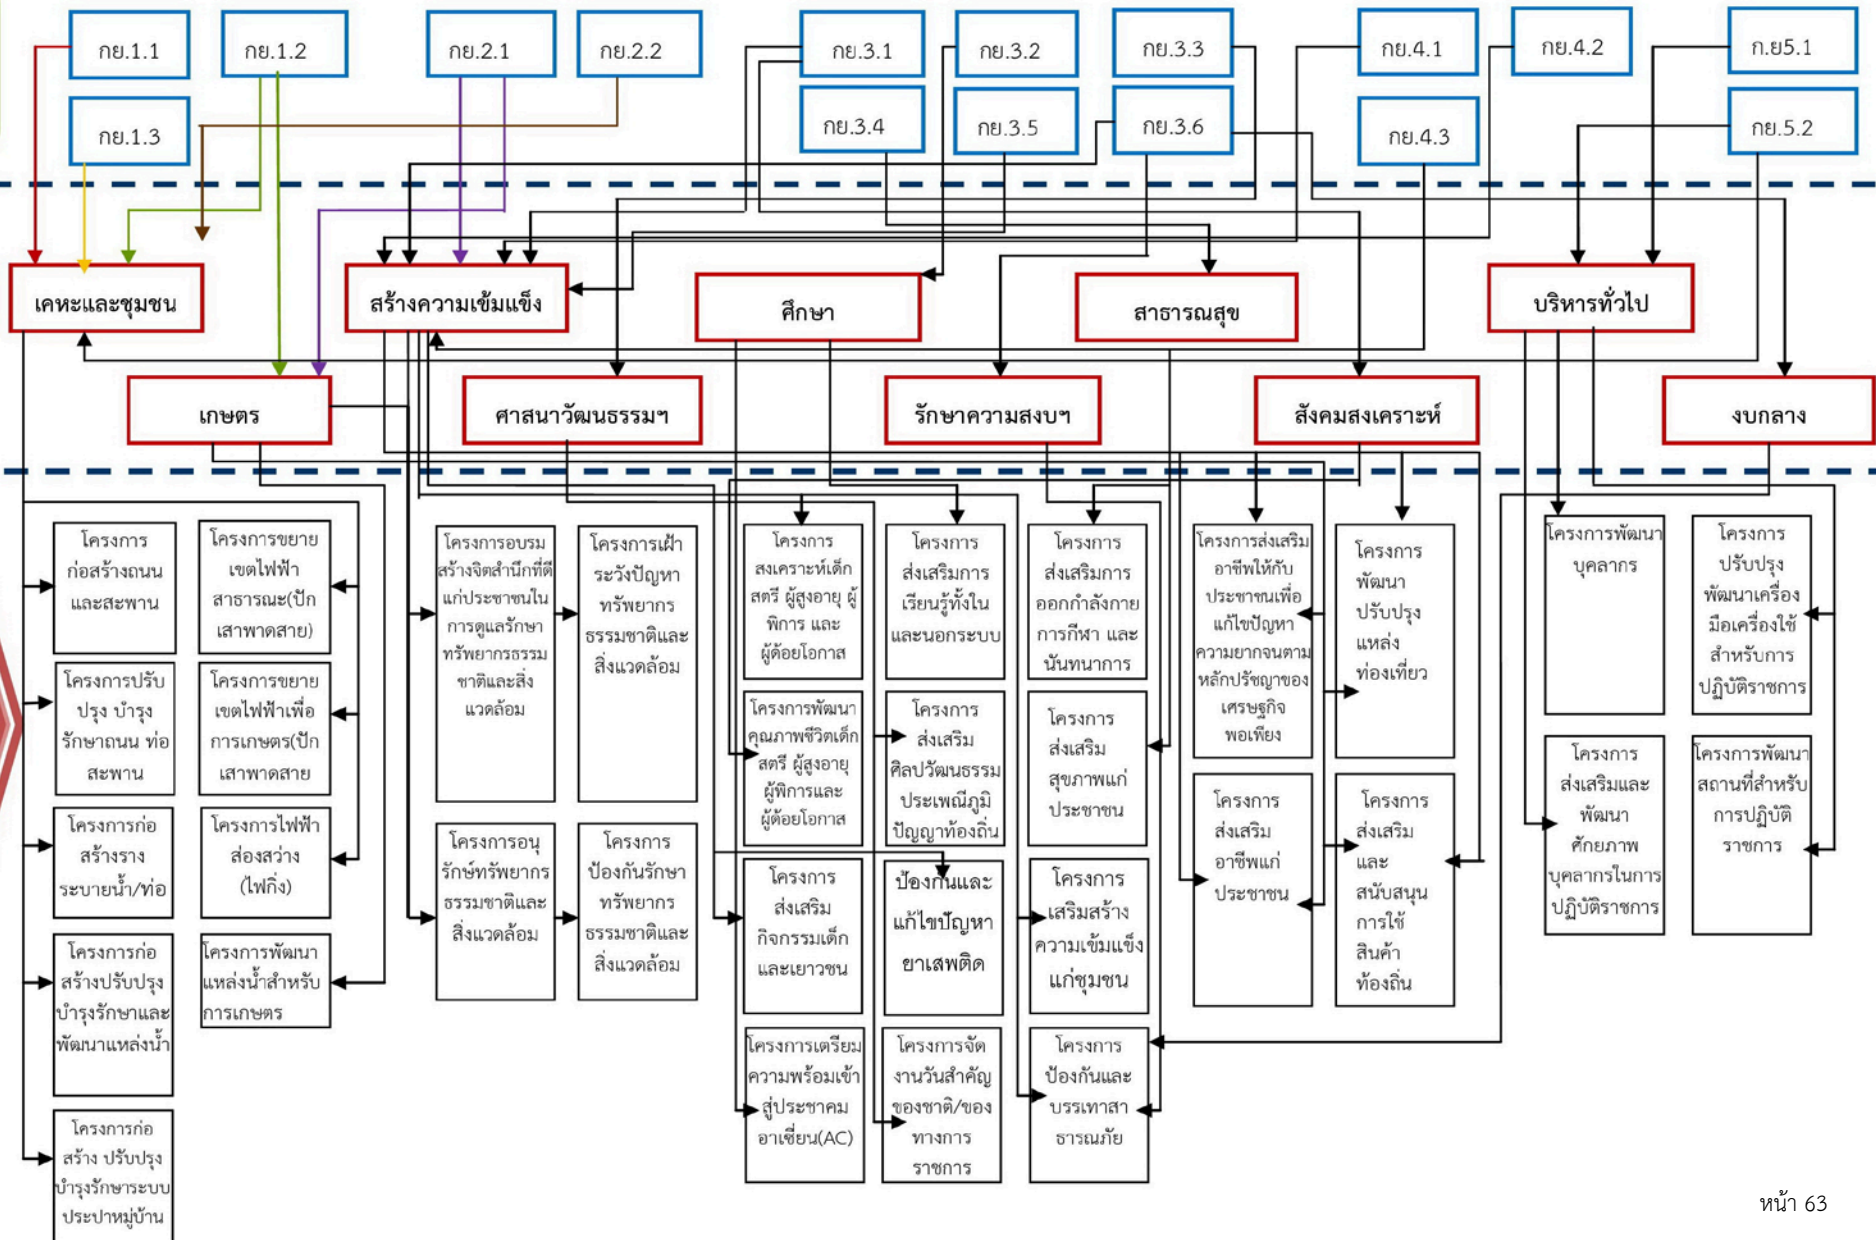 กย.1.1
กย.1.2
กย.2.1
กย.2.2
กย.3.1
กย.3.2
กย.3.3
กย.4.1
กย.4.2
ก.ย5.1
กย.1.3
กย.3.4
กย.3.5
กย.3.6
กย.4.3
กย.5.2
เคหะและชุมชน
สร้างความเข้มแข็ง
ศึกษา
สาธารณสุข
บริหารทั่วไป
เกษตร
ศาสนาวัฒนธรรมฯ
รักษาความสงบฯ
สังคมสงเคราะห์
งบกลาง
โครงการ
ก่อสร้างถนน
และสะพาน
โครงการขยาย
เขตไฟฟ้า
สาธารณะ(ปัก
เสาพาดสาย)
โครงการอบรม
สร้างจิตสำนึกที่ดี
แก่ประชาชนใน
การดูแลรักษา
ทรัพยากรธรรม
ชาติและสิ่ง
แวดล้อม
โครงการเฝ้า
ระวังปัญหา
ทรัพยากร
ธรรมชาติและ
สิ่งแวดล้อม
โครงการ
สงเคราะห์เด็ก
สตรี ผู้สูงอายุ ผู้
พิการ และ
ผู้ด้อยโอกาส
โครงการ
ส่งเสริมการ
เรียนรู้ทั้งใน
และนอกระบบ
โครงการ
ส่งเสริมการ
ออกกำลังกาย
การกีฬา และ
นันทนาการ
โครงการส่งเสริม
อาชีพให้กับ
ประชาชนเพื่อ
แก้ไขปัญหา
ความยากจนตาม
หลักปรัชญาของ
เศรษฐกิจ
พอเพียง
โครงการ
พัฒนา
ปรับปรุง
แหล่ง
ท่องเที่ยว
โครงการพัฒนา
บุคลากร
โครงการ
ปรับปรุง
พัฒนาเครื่อง
มือเครื่องใช้
สำหรับการ
ปฏิบัติราชการ
โครงการปรับ
ปรุง บำรุง
รักษาถนน ท่อ
สะพาน
โครงการขยาย
เขตไฟฟ้าเพื่อ
การเกษตร(ปัก
เสาพาดสาย
โครงการพัฒนา
คุณภาพชีวิตเด็ก
สตรี ผู้สูงอายุ
ผู้พิการและ
ผู้ด้อยโอกาส
โครงการ
ส่งเสริม
ศิลปวัฒนธรรม
ประเพณีภูมิ
ปัญญาท้องถิ่น
โครงการ
ส่งเสริม
สุขภาพแก่
ประชาชน
โครงการ
ส่งเสริมและ
พัฒนา
ศักยภาพ
บุคลากรในการ
ปฏิบัติราชการ
โครงการพัฒนา
สถานที่สำหรับ
การปฏิบัติ
ราชการ
โครงการก่อ
สร้างราง
ระบายน้ำ/ท่อ
โครงการไฟฟ้า
ส่องสว่าง
(ไฟกิ่ง)
โครงการอนุ
รักษ์ทรัพยากร
ธรรมชาติและ
สิ่งแวดล้อม
โครงการ
ป้องกันรักษา
ทรัพยากร
ธรรมชาติและ
สิ่งแวดล้อม
โครงการ
ส่งเสริม
กิจกรรมเด็ก
และเยาวชน
ป้องกันและ
แก้ไขปัญหา
ยาเสพติด
โครงการ
เสริมสร้าง
ความเข้มแข็ง
แก่ชุมชน
โครงการ
ส่งเสริม
อาชีพแก่
ประชาชน
โครงการ
ส่งเสริม
และ
สนับสนุน
การใช้
สินค้า
ท้องถิ่น
โครงการก่อ
สร้างปรับปรุง
บำรุงรักษาและ
พัฒนาแหล่งน้ำ
โครงการพัฒนา
แหล่งน้ำสำหรับ
การเกษตร
โครงการเตรียม
ความพร้อมเข้า
สู่ประชาคม
อาเซี่ยน(AC)
โครงการจัด
งานวันสำคัญ
ของชาติ/ของ
ทางการ
ราชการ
โครงการ
ป้องกันและ
บรรเทาสา
ธารณภัย
โครงการก่อ
สร้าง ปรับปรุง
บำรุงรักษาระบบ
ประปาหมู่บ้าน
หน้า 63